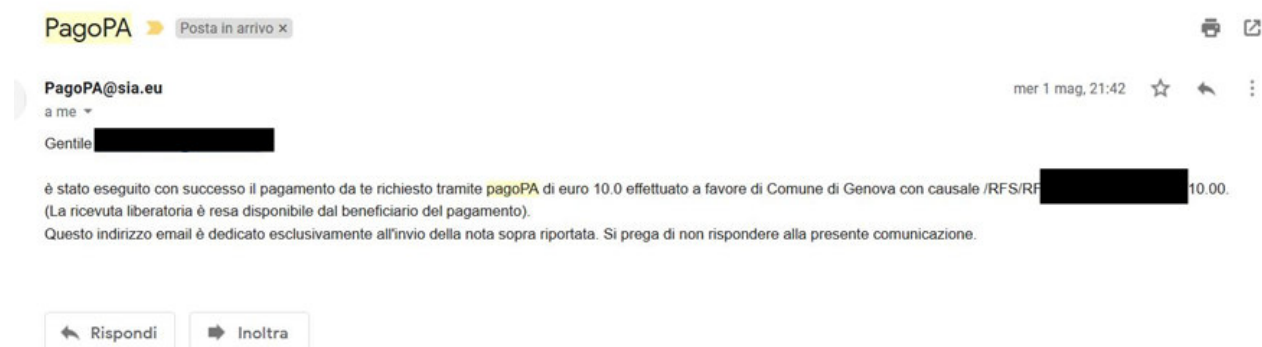 PagoPA Posta in arrivo ×
PagoPA@sia.eu mer 1 mag, 21:42
a me
Gentile
è stato eseguito con successo il pagamento da te richiesto tramite pagoPA di euro 10.0 effettuato a favore di Comune di Genova con causale /RFS/RF 10.00.
(La ricevuta liberatoria è resa disponibile dal beneficiario del pagamento).
Questo indirizzo email è dedicato esclusivamente all'invio della nota sopra riportata. Si prega di non rispondere alla presente comunicazione.
Rispondi Inoltra